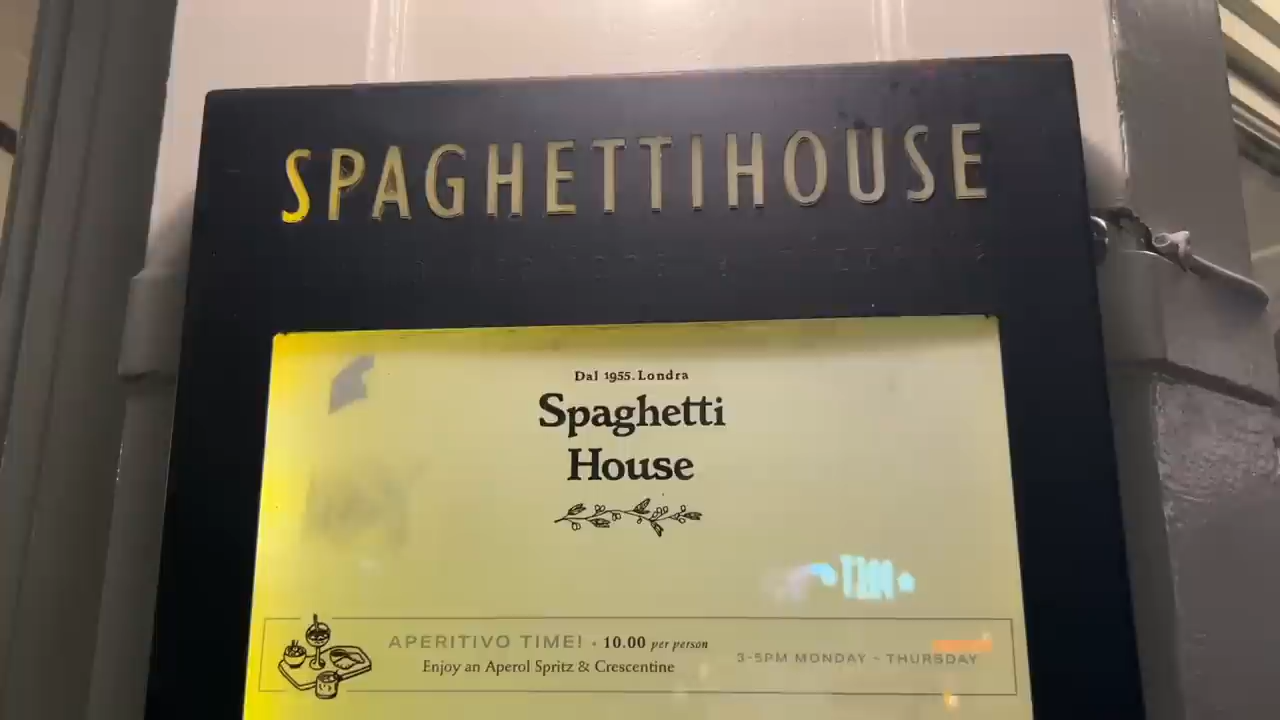 SPAGHETTIHOUSE
Dal 1955. Londra
Spaghetti
House
APERITIVO TIME! • 10.00 per person
Enjoy an Aperol Spritz & Crescentine
3-5PM MONDAY - THURSDAY